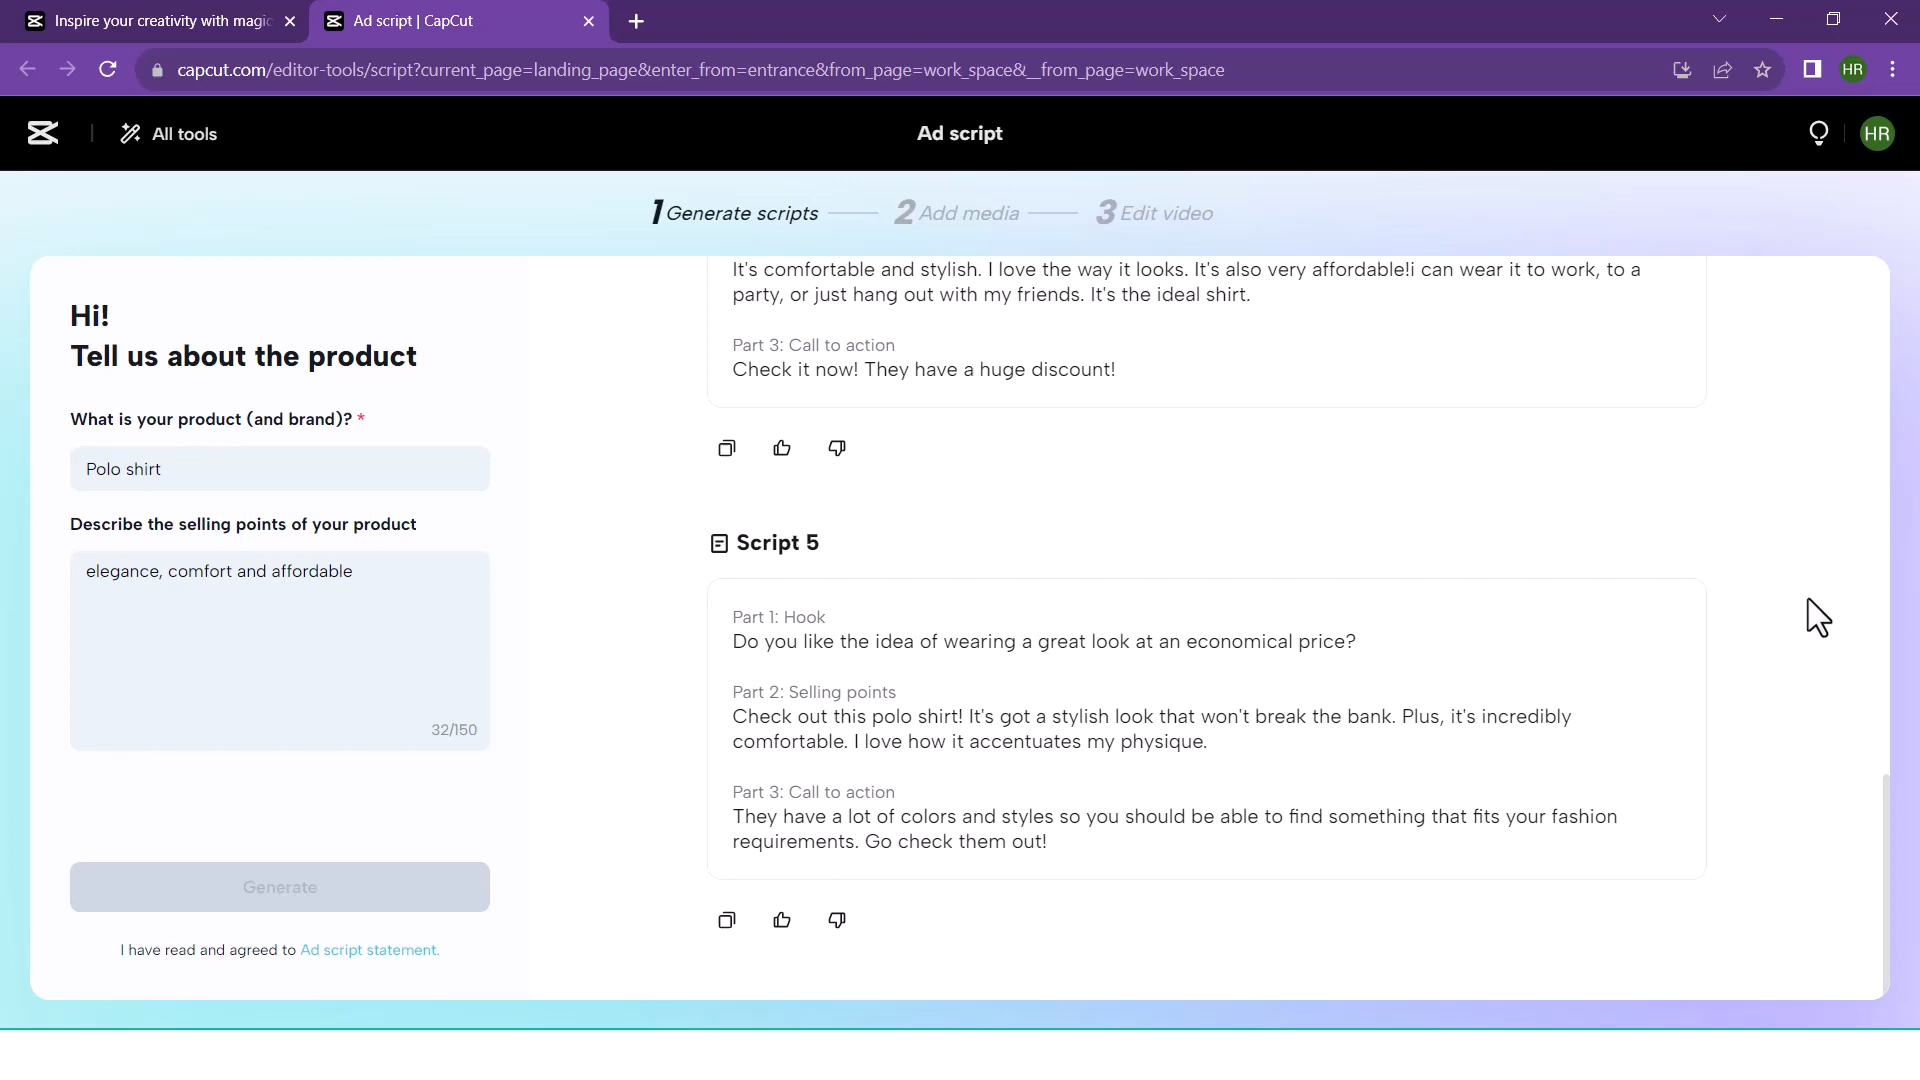 Inspire your creativity with magic
Ad script | CapCut
capcut.com/editor-tools/script?current_page=landing_page&enter_from=entrance&from_page=work_space&__from_page=work_space
HR
All tools
Ad script
HR
1 Generate scripts
2 Add media
3 Edit video
Hi!
Tell us about the product
What is your product (and brand)? *
Polo shirt
Describe the selling points of your product
elegance, comfort and affordable
32/150
Generate
I have read and agreed to Ad script statement.
It's comfortable and stylish. I love the way it looks. It's also very affordable!i can wear it to work, to a
party, or just hang out with my friends. It's the ideal shirt.
Part 3: Call to action
Check it now! They have a huge discount!
Script 5
Part 1: Hook
Do you like the idea of wearing a great look at an economical price?
Part 2: Selling points
Check out this polo shirt! It's got a stylish look that won't break the bank. Plus, it's incredibly
comfortable. I love how it accentuates my physique.
Part 3: Call to action
They have a lot of colors and styles so you should be able to find something that fits your fashion
requirements. Go check them out!